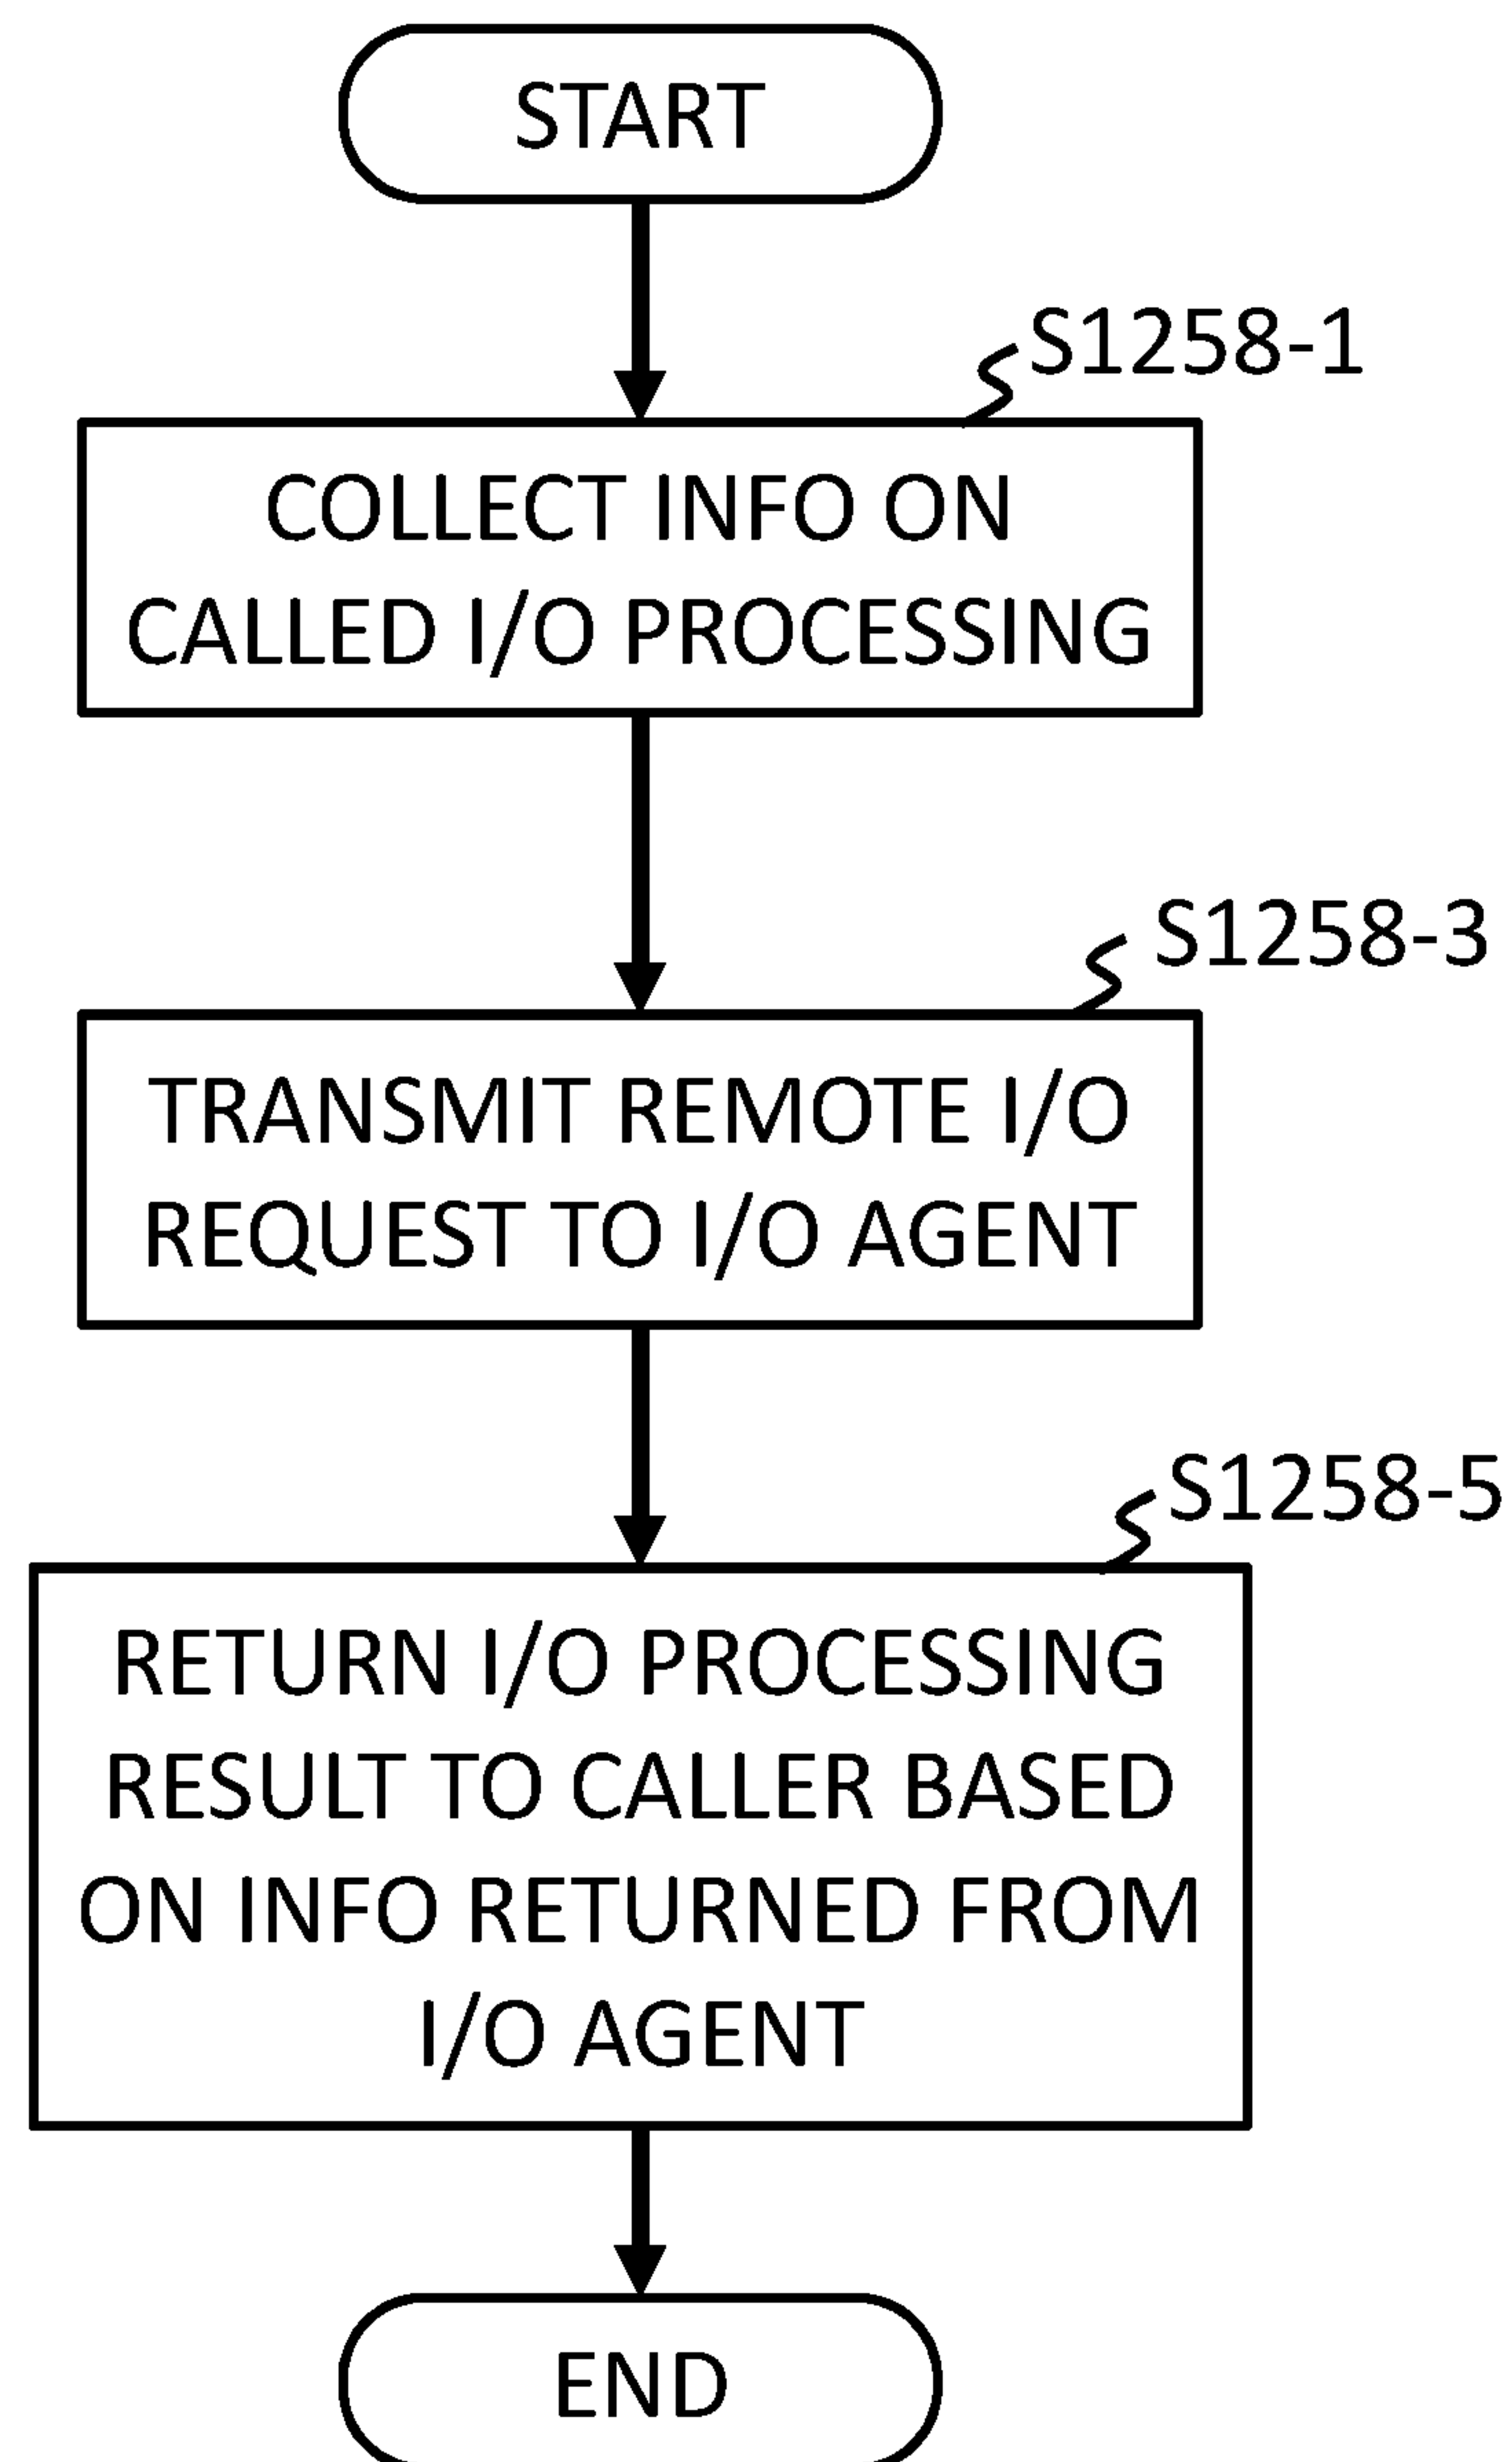 START
S1258-1
COLLECT INFO ON
CALLED I/O PROCESSING
S1258-3
TRANSMIT REMOTE I/O
REQUEST TO I/O AGENT
S1258-5
RETURN I/O PROCESSING
RESULT TO CALLER BASED
ON INFO RETURNED FROM
I/O AGENT
END